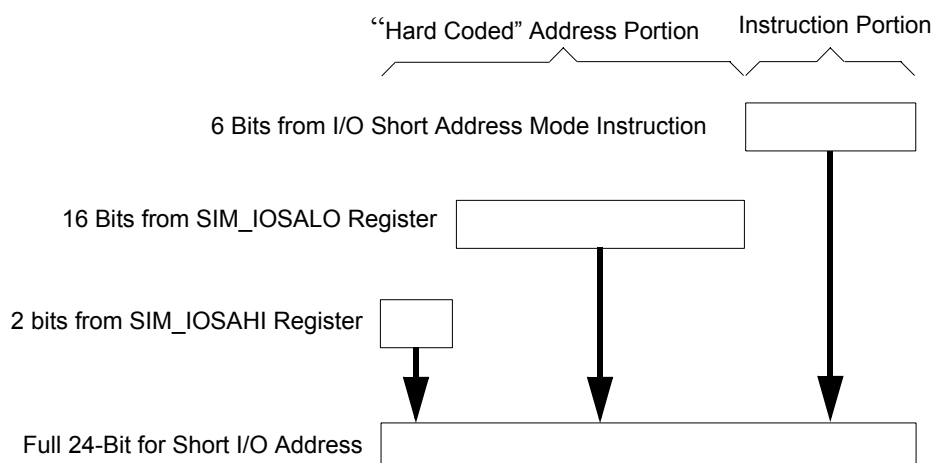 “Hard Coded” Address Portion
Instruction Portion
6 Bits from I/O Short Address Mode Instruction
16 Bits from SIM_IOSALO Register
2 bits from SIM_IOSAHI Register
Full 24-Bit for Short I/O Address